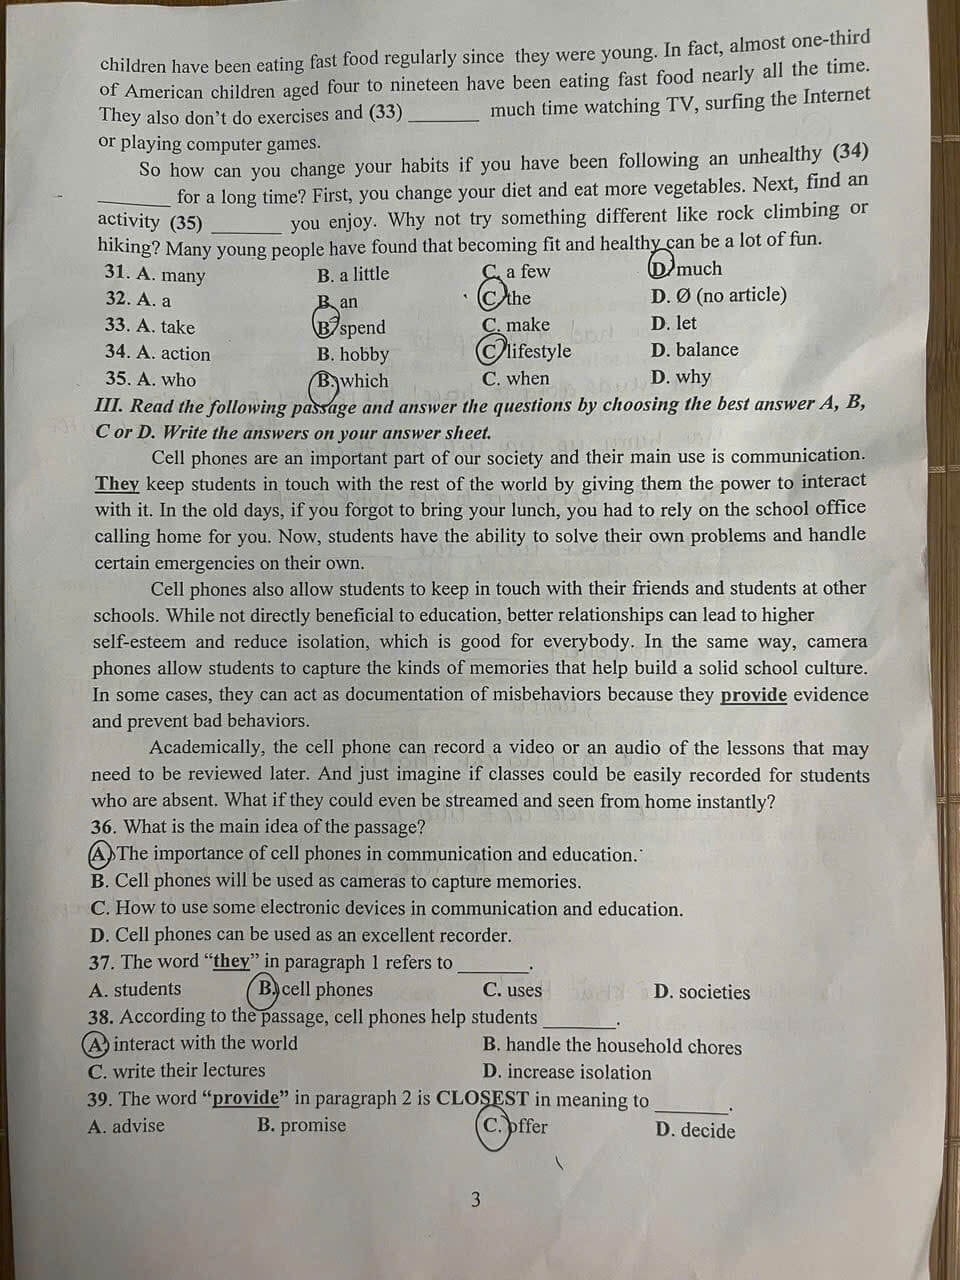 children have been eating fast food regularly since they were young. In fact, almost one-third
of American children aged four to nineteen have been eating fast food nearly all the time.
They also don't do exercises and (33) ________ much time watching TV, surfing the Internet
or playing computer games.
So how can you change your habits if you have been following an unhealthy (34)
________ for a long time? First, you change your diet and eat more vegetables. Next, find an
activity (35) ________ you enjoy. Why not try something different like rock climbing or
hiking? Many young people have found that becoming fit and healthy can be a lot of fun.
31. A. many B. a little C. a few D. much
32. A. a B. an C. the D. Ø (no article)
33. A. take B. spend C. make D. let
34. A. action B. hobby C. lifestyle D. balance
35. A. who B. which C. when D. why
III. Read the following passage and answer the questions by choosing the best answer A, B,
C or D. Write the answers on your answer sheet.
Cell phones are an important part of our society and their main use is communication.
They keep students in touch with the rest of the world by giving them the power to interact
with it. In the old days, if you forgot to bring your lunch, you had to rely on the school office
calling home for you. Now, students have the ability to solve their own problems and handle
certain emergencies on their own.
Cell phones also allow students to keep in touch with their friends and students at other
schools. While not directly beneficial to education, better relationships can lead to higher
self-esteem and reduce isolation, which is good for everybody. In the same way, camera
phones allow students to capture the kinds of memories that help build a solid school culture.
In some cases, they can act as documentation of misbehaviors because they provide evidence
and prevent bad behaviors.
Academically, the cell phone can record a video or an audio of the lessons that may
need to be reviewed later. And just imagine if classes could be easily recorded for students
who are absent. What if they could even be streamed and seen from home instantly?
36. What is the main idea of the passage?
A. The importance of cell phones in communication and education.
B. Cell phones will be used as cameras to capture memories.
C. How to use some electronic devices in communication and education.
D. Cell phones can be used as an excellent recorder.
37. The word "they" in paragraph 1 refers to ________.
A. students B. cell phones C. uses D. societies
38. According to the passage, cell phones help students ________.
A. interact with the world B. handle the household chores
C. write their lectures D. increase isolation
39. The word "provide" in paragraph 2 is CLOSEST in meaning to ________.
A. advise B. promise C. offer D. decide
3